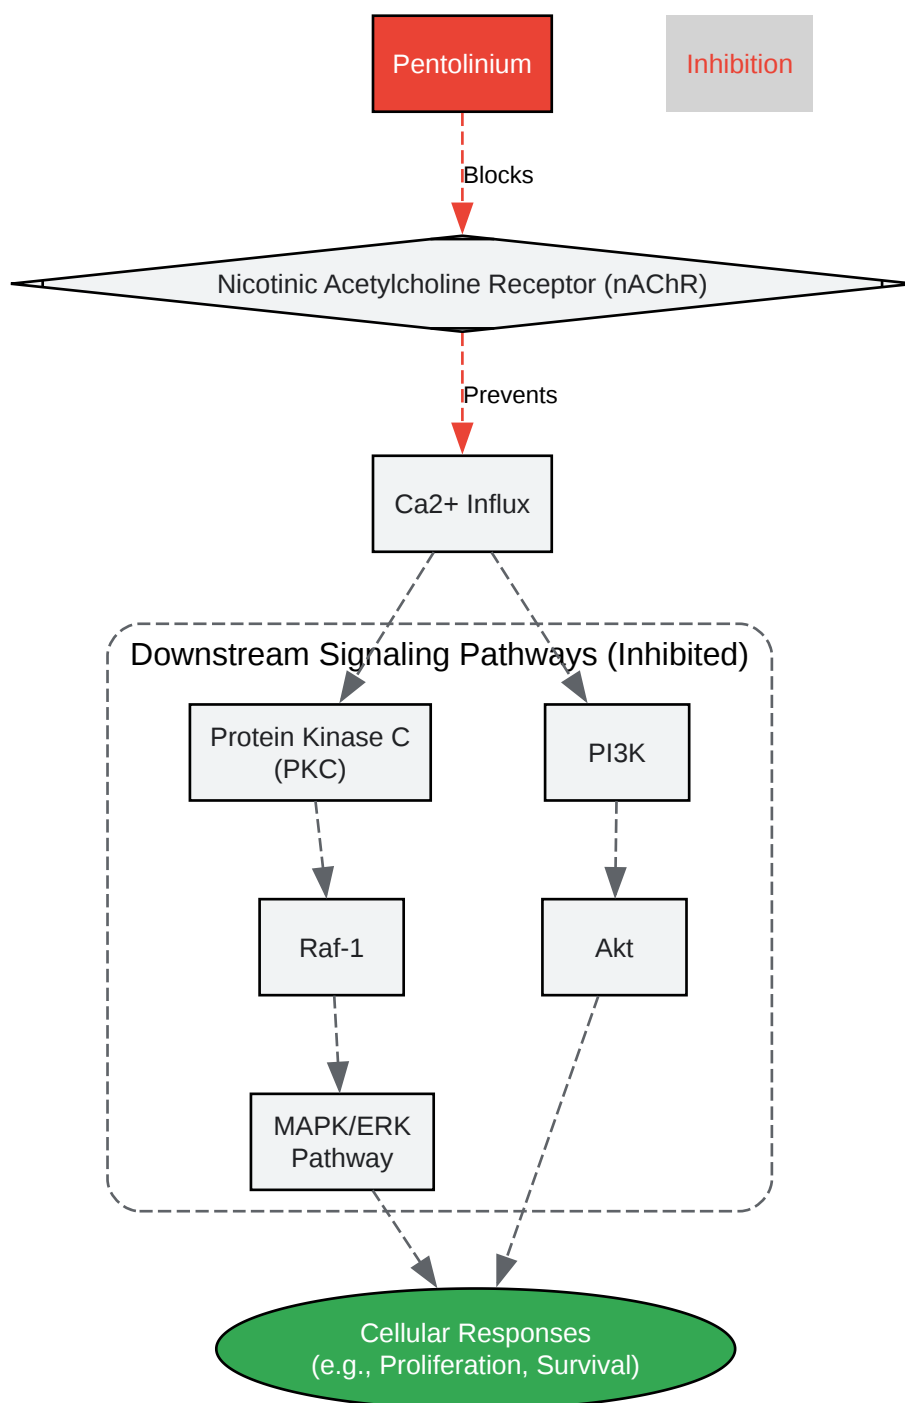 Pentolinium
Inhibition
Blocks
Nicotinic Acetylcholine Receptor (nAChR)
Prevents
Ca2+ Influx
Downstream Signaling Pathways (Inhibited)
Protein Kinase C
(PKC)
PI3K
Raf-1
Akt
MAPK/ERK
Pathway
Cellular Responses
(e.g., Proliferation, Survival)